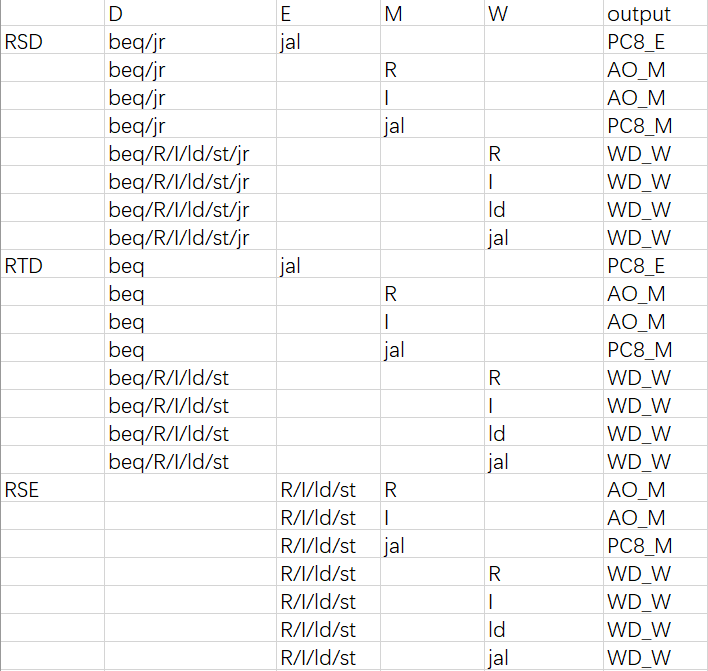 D E M W output
RSD beq/jr jal PC8_E
beq/jr R AO_M
beq/jr I AO_M
beq/jr jal PC8_M
beq/R/I/ld/st/jr R WD_W
beq/R/I/ld/st/jr I WD_W
beq/R/I/ld/st/jr ld WD_W
beq/R/I/ld/st/jr jal WD_W
RTD beq jal PC8_E
beq R AO_M
beq I AO_M
beq jal PC8_M
beq/R/I/ld/st R WD_W
beq/R/I/ld/st I WD_W
beq/R/I/ld/st ld WD_W
beq/R/I/ld/st jal WD_W
RSE R/I/ld/st R AO_M
R/I/ld/st I AO_M
R/I/ld/st jal PC8_M
R/I/ld/st R WD_W
R/I/ld/st I WD_W
R/I/ld/st ld WD_W
R/I/ld/st jal WD_W